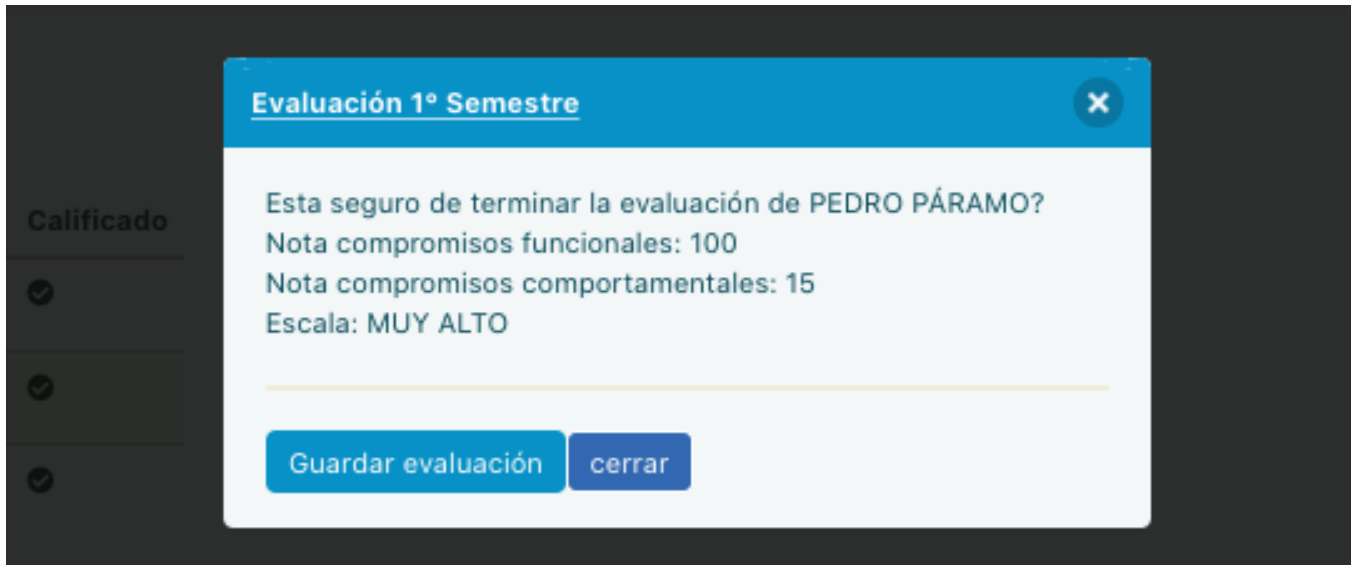 Evaluación 1° Semestre
Calificado
Esta seguro de terminar la evaluación de PEDRO PÁRAMO?
Nota compromisos funcionales: 100
Nota compromisos comportamentales: 15
Escala: MUY ALTO
Guardar evaluación
cerrar